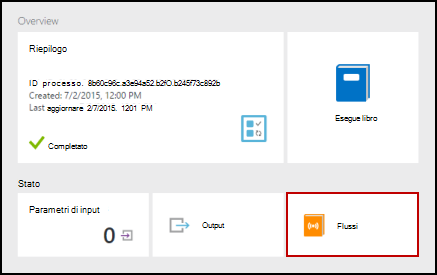 Overview
Riepilogo
ID processo. 8b60c96c.a3e94a52.b2f0.b245f73c892b
Created: 7/2/2015, 12:00 PM
Last aggiornare 2/7/2015, 1201 PM
Completato
Esegue libro
Stato
Parametri di input
0
Output
Flussi